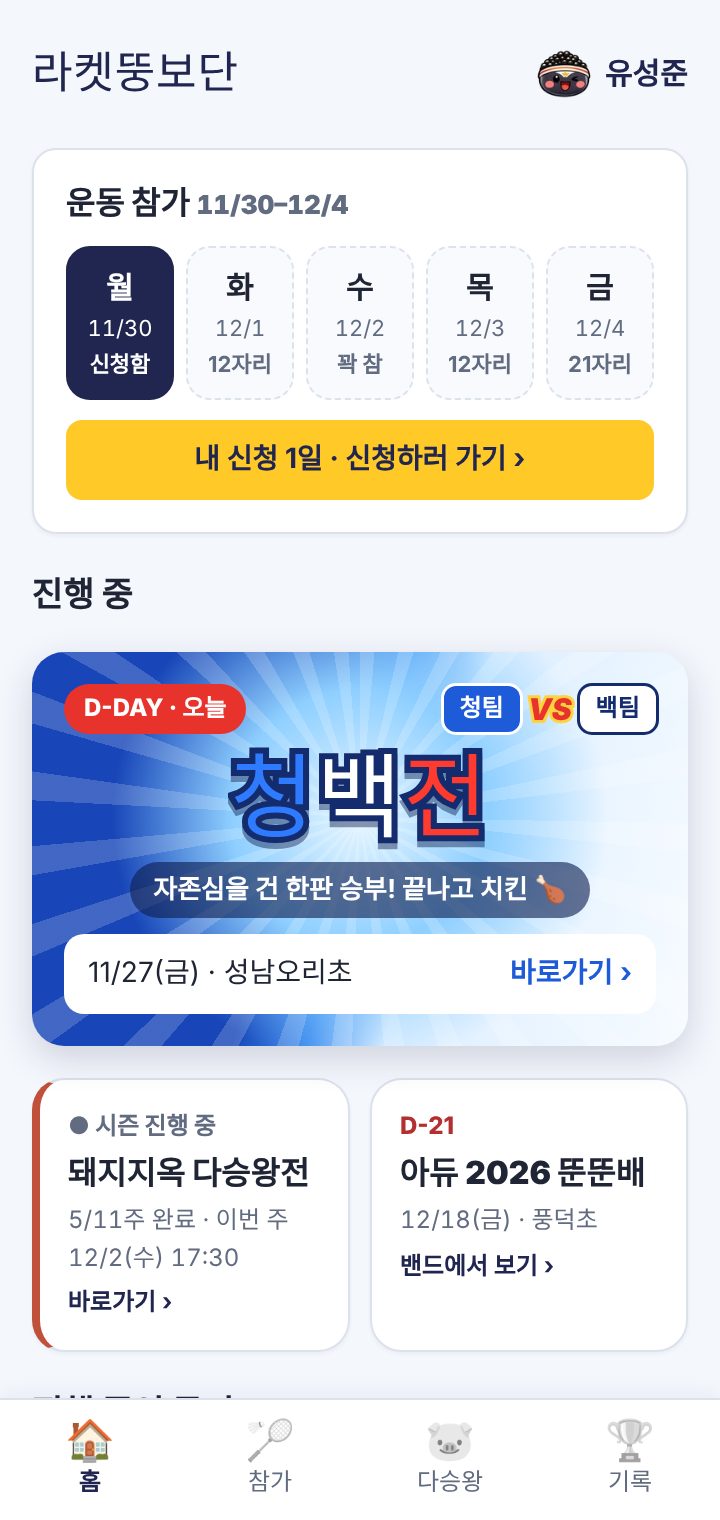 라켓뚱보단
유성준
운동 참가 11/30–12/4
월 화 수 목 금
11/30 12/1 12/2 12/3 12/4
신청함 12자리 꽉 참 12자리 21자리
내 신청 1일 · 신청하러 가기 ›
진행 중
D-DAY · 오늘
청팀 VS 백팀
청백전
자존심을 건 한판 승부! 끝나고 치킨 🍗
11/27(금) · 성남오리초
바로가기 ›
● 시즌 진행 중
돼지지옥 다승왕전
5/11주 완료 · 이번 주
12/2(수) 17:30
바로가기 ›
D-21
아듀 2026 뚠뚠배
12/18(금) · 풍덕초
밴드에서 보기 ›
홈 참가 다승왕 기록